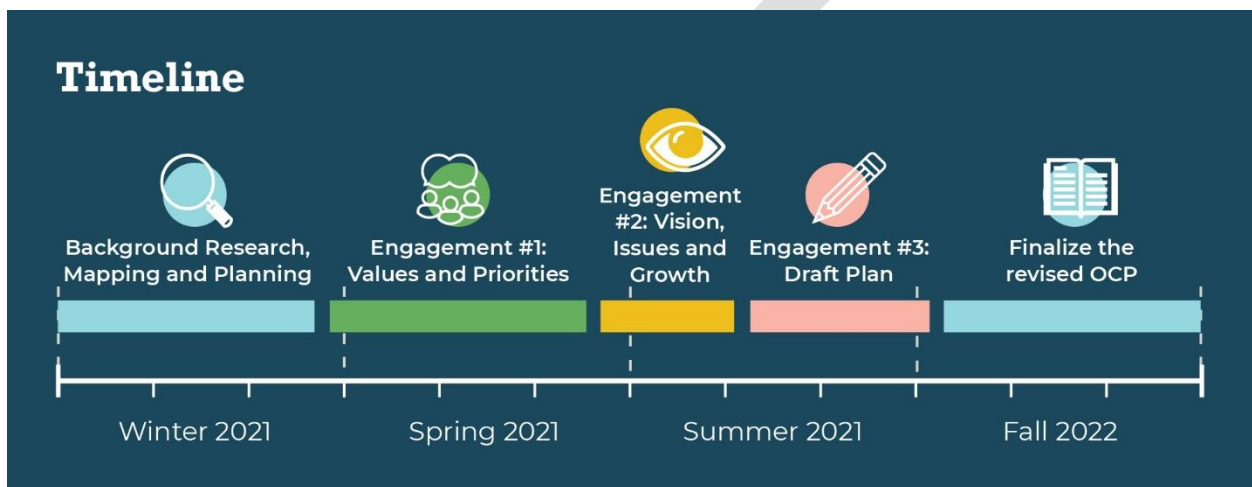 Timeline
Background Research,
Mapping and Planning
Engagement #1:
Values and Priorities
Engagement
#2: Vision,
Issues and
Growth
Engagement #3:
Draft Plan
Finalize the
revised OCP
Winter 2021
Spring 2021
Summer 2021
Fall 2022